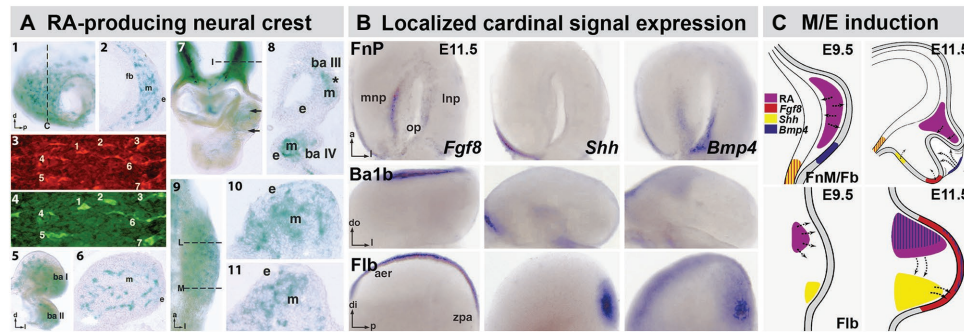 A RA-producing neural crest
1
2
fb
m
e
d
p
C
3
1 2 3
4 6
5 7
4
1 2 3
4 6
5 7
5
ba I
ba II
d
l
6
m
e
7
I
8
ba III
*
m
e
m
e
ba IV
9
L
M
a
l
10
e
m
11
e
m
B Localized cardinal signal expression
FnP
E11.5
mnp
lnp
op
a
l
Fgf8
Shh
Bmp4
Ba1b
do
l
Flb
aer
di
p
zpa
C M/E induction
E9.5
E11.5
RA
Fgf8
Shh
Bmp4
FnM/Fb
E9.5
E11.5
Flb